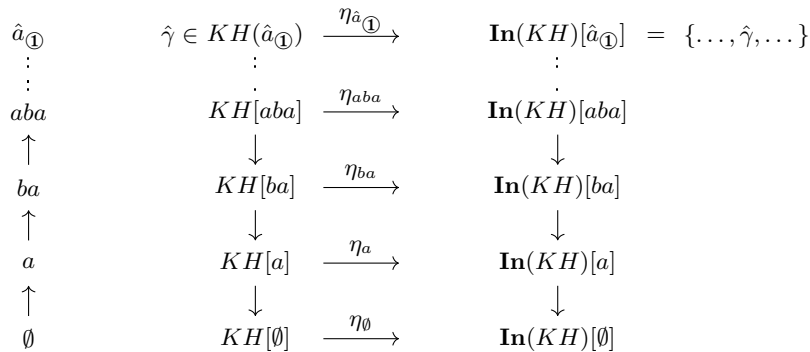 â① γ̂ ∈ KH(â①) η_{â①} In(KH)[â①] = {…, γ̂, …}
aba KH[aba] η_{aba} In(KH)[aba]
ba KH[ba] η_{ba} In(KH)[ba]
a KH[a] η_a In(KH)[a]
∅ KH[∅] η_∅ In(KH)[∅]